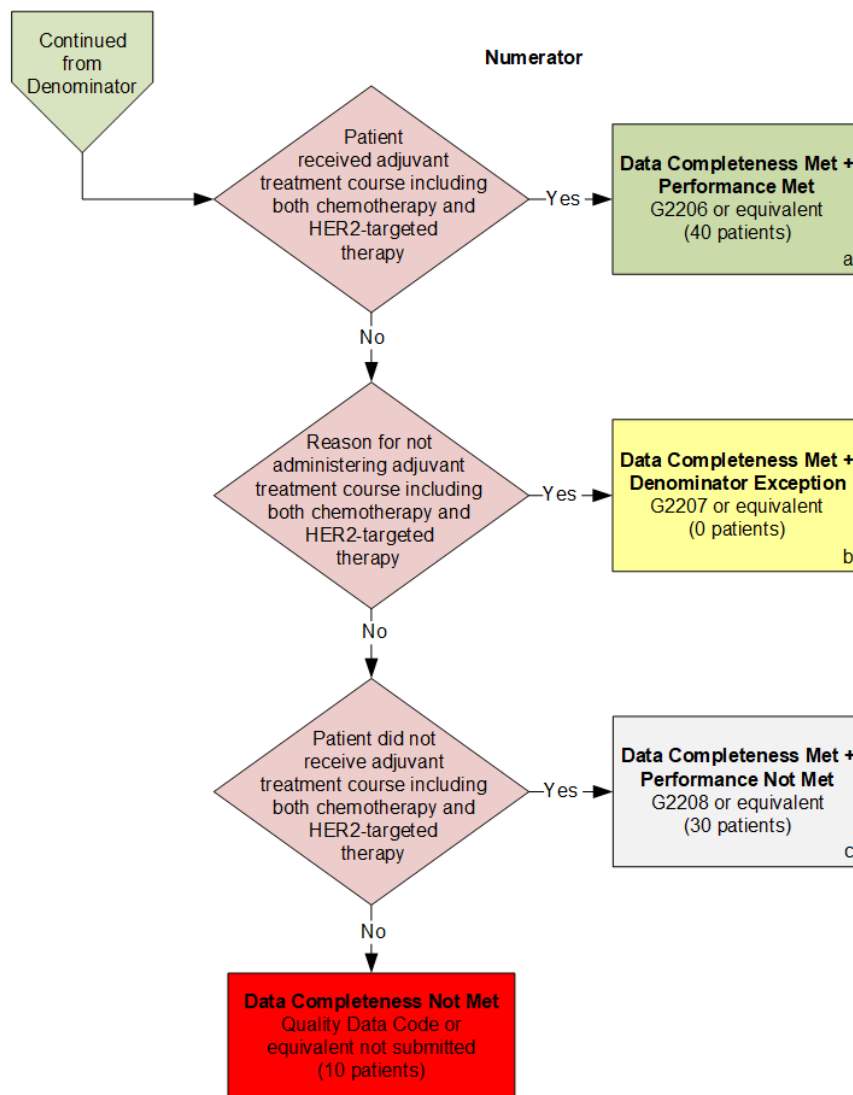 Continued
from
Denominator
Numerator
Patient
received adjuvant
treatment course including
both chemotherapy and
HER2-targeted
therapy
Yes
Data Completeness Met +
Performance Met
G2206 or equivalent
(40 patients)
a
No
Reason for not
administering adjuvant
treatment course including
both chemotherapy and
HER2-targeted
therapy
Yes
Data Completeness Met +
Denominator Exception
G2207 or equivalent
(0 patients)
b
No
Patient did not
receive adjuvant
treatment course including
both chemotherapy and
HER2-targeted
therapy
Yes
Data Completeness Met +
Performance Not Met
G2208 or equivalent
(30 patients)
c
No
Data Completeness Not Met
Quality Data Code or
equivalent not submitted
(10 patients)